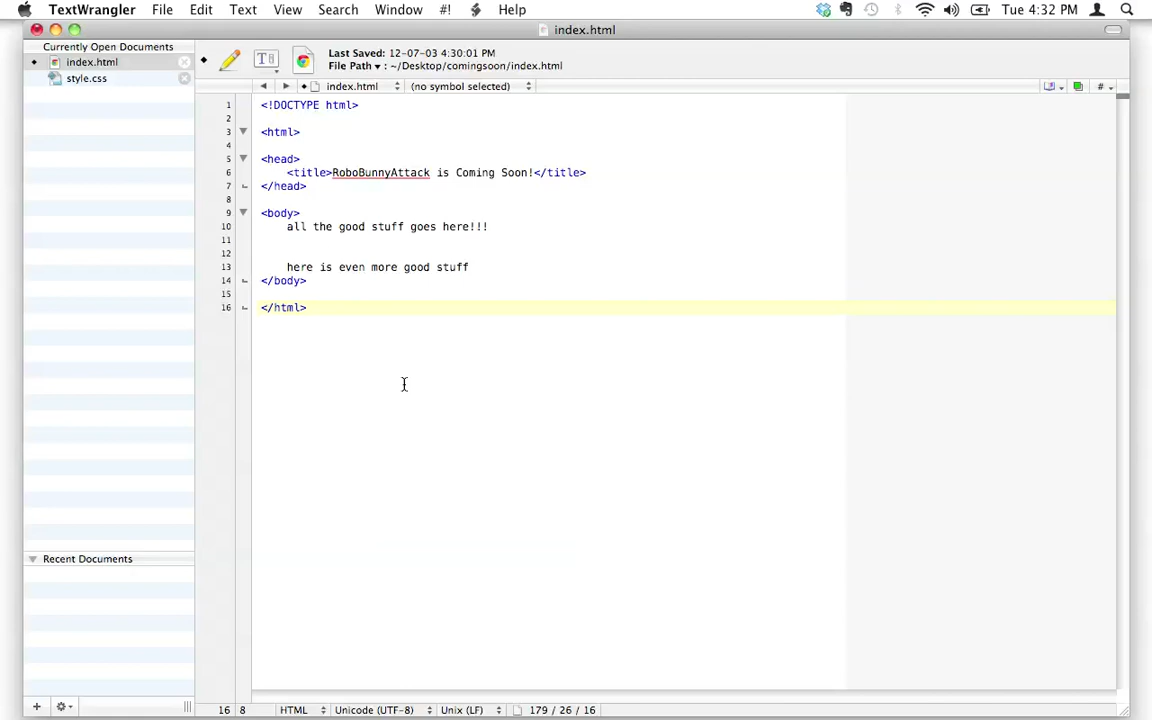 TextWrangler File Edit Text View Search Window #! Help Tue 4:32 PM
index.html
Currently Open Documents
index.html
style.css
Last Saved: 12-07-03 4:30:01 PM
File Path ▾ : ~/Desktop/comingsoon/index.html
index.html (no symbol selected) #
1 <!DOCTYPE html>
2
3 <html>
4
5 <head>
6 <title>RoboBunnyAttack is Coming Soon!</title>
7 </head>
8
9 <body>
10 all the good stuff goes here!!!
11
12
13 here is even more good stuff
14 </body>
15
16 </html>
Recent Documents
16 8 HTML Unicode (UTF-8) Unix (LF) 179 / 26 / 16